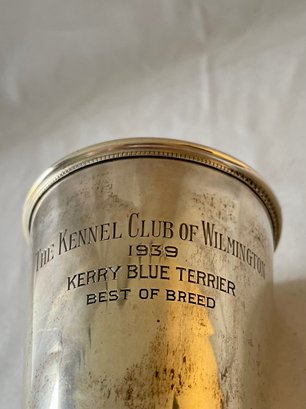 THE KENNEL CLUB OF WILMINGTON
1939
KERRY BLUE TERRIER
BEST OF BREED